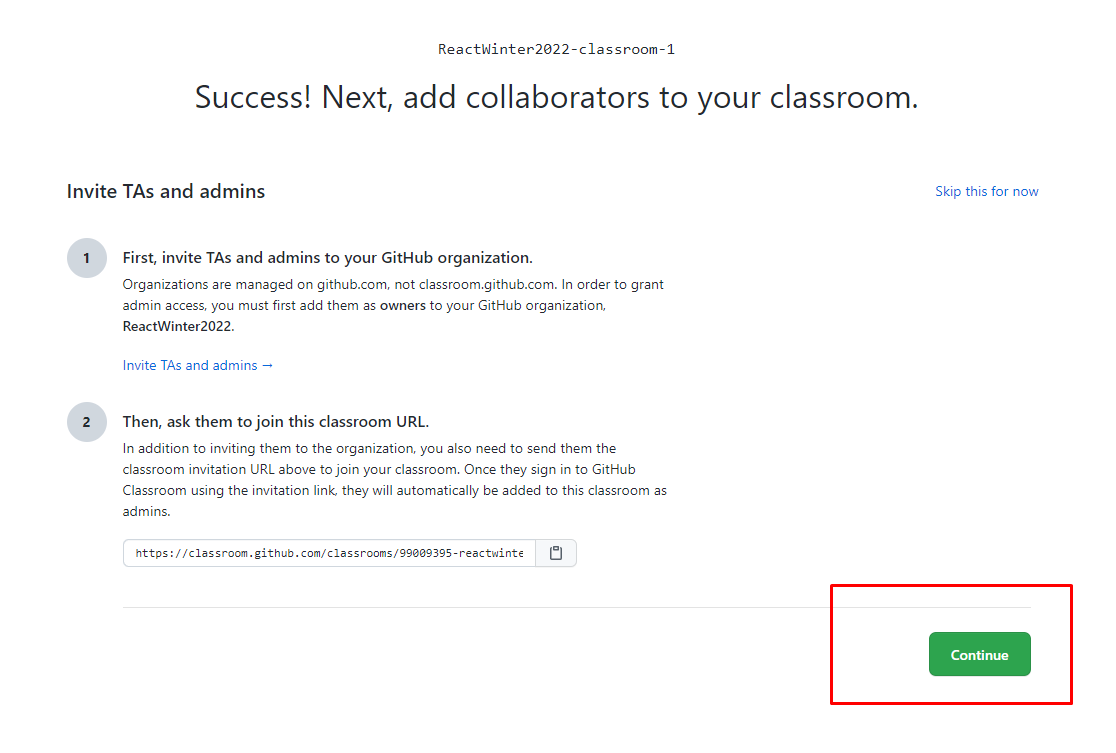 ReactWinter2022-classroom-1
Success! Next, add collaborators to your classroom.
Invite TAs and admins
Skip this for now
1
First, invite TAs and admins to your GitHub organization.
Organizations are managed on github.com, not classroom.github.com. In order to grant
admin access, you must first add them as owners to your GitHub organization,
ReactWinter2022.
Invite TAs and admins →
2
Then, ask them to join this classroom URL.
In addition to inviting them to the organization, you also need to send them the
classroom invitation URL above to join your classroom. Once they sign in to GitHub
Classroom using the invitation link, they will automatically be added to this classroom as
admins.
https://classroom.github.com/classrooms/99009395-reactwinte
Continue